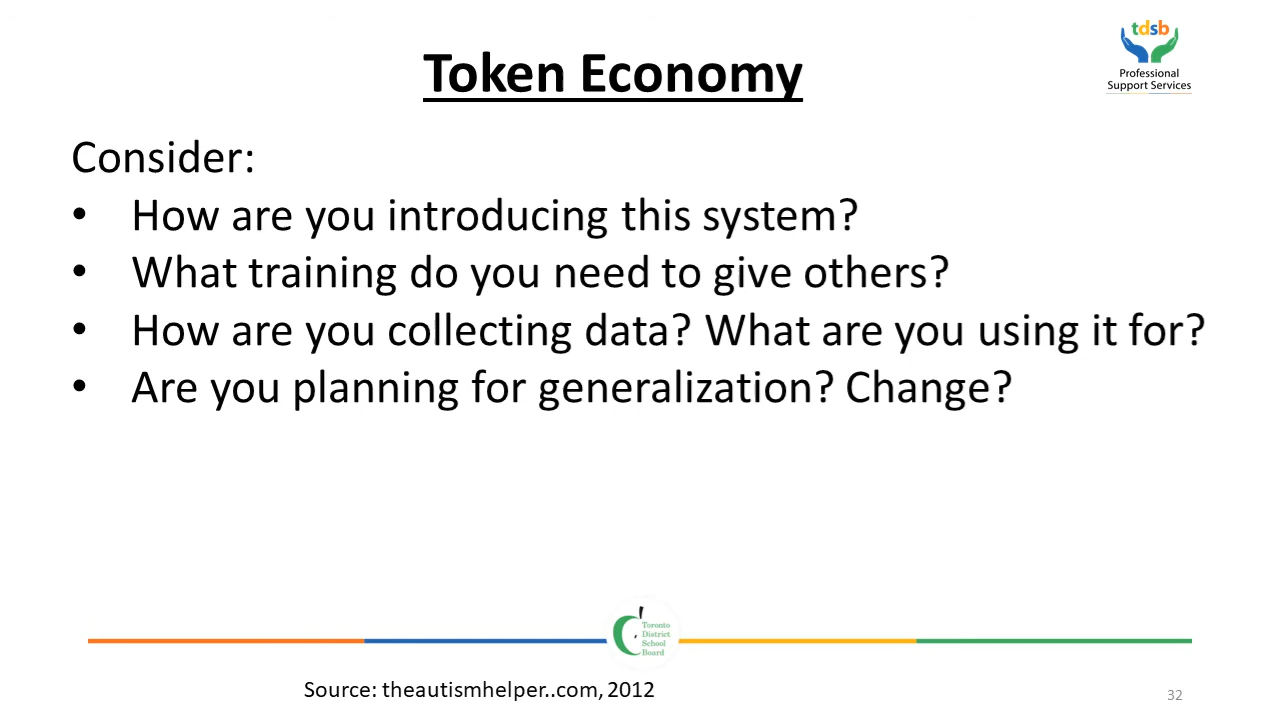 tdsb
Professional
Support Services
Token Economy
Consider:
• How are you introducing this system?
• What training do you need to give others?
• How are you collecting data? What are you using it for?
• Are you planning for generalization? Change?
Toronto
District
School
Board
Source: theautismhelper..com, 2012
32